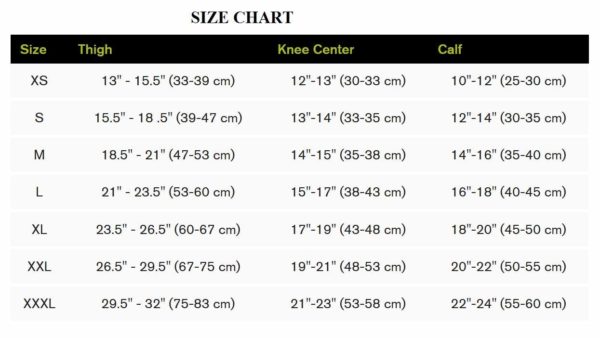 SIZE CHART
Size Thigh Knee Center Calf
XS 13" - 15.5" (33-39 cm) 12"-13" (30-33 cm) 10"-12" (25-30 cm)
S 15.5" - 18 .5" (39-47 cm) 13"-14" (33-35 cm) 12"-14" (30-35 cm)
M 18.5" - 21" (47-53 cm) 14"-15" (35-38 cm) 14"-16" (35-40 cm)
L 21" - 23.5" (53-60 cm) 15"-17" (38-43 cm) 16"-18" (40-45 cm)
XL 23.5" - 26.5" (60-67 cm) 17"-19" (43-48 cm) 18"-20" (45-50 cm)
XXL 26.5" - 29.5" (67-75 cm) 19"-21" (48-53 cm) 20"-22" (50-55 cm)
XXXL 29.5" - 32" (75-83 cm) 21"-23" (53-58 cm) 22"-24" (55-60 cm)